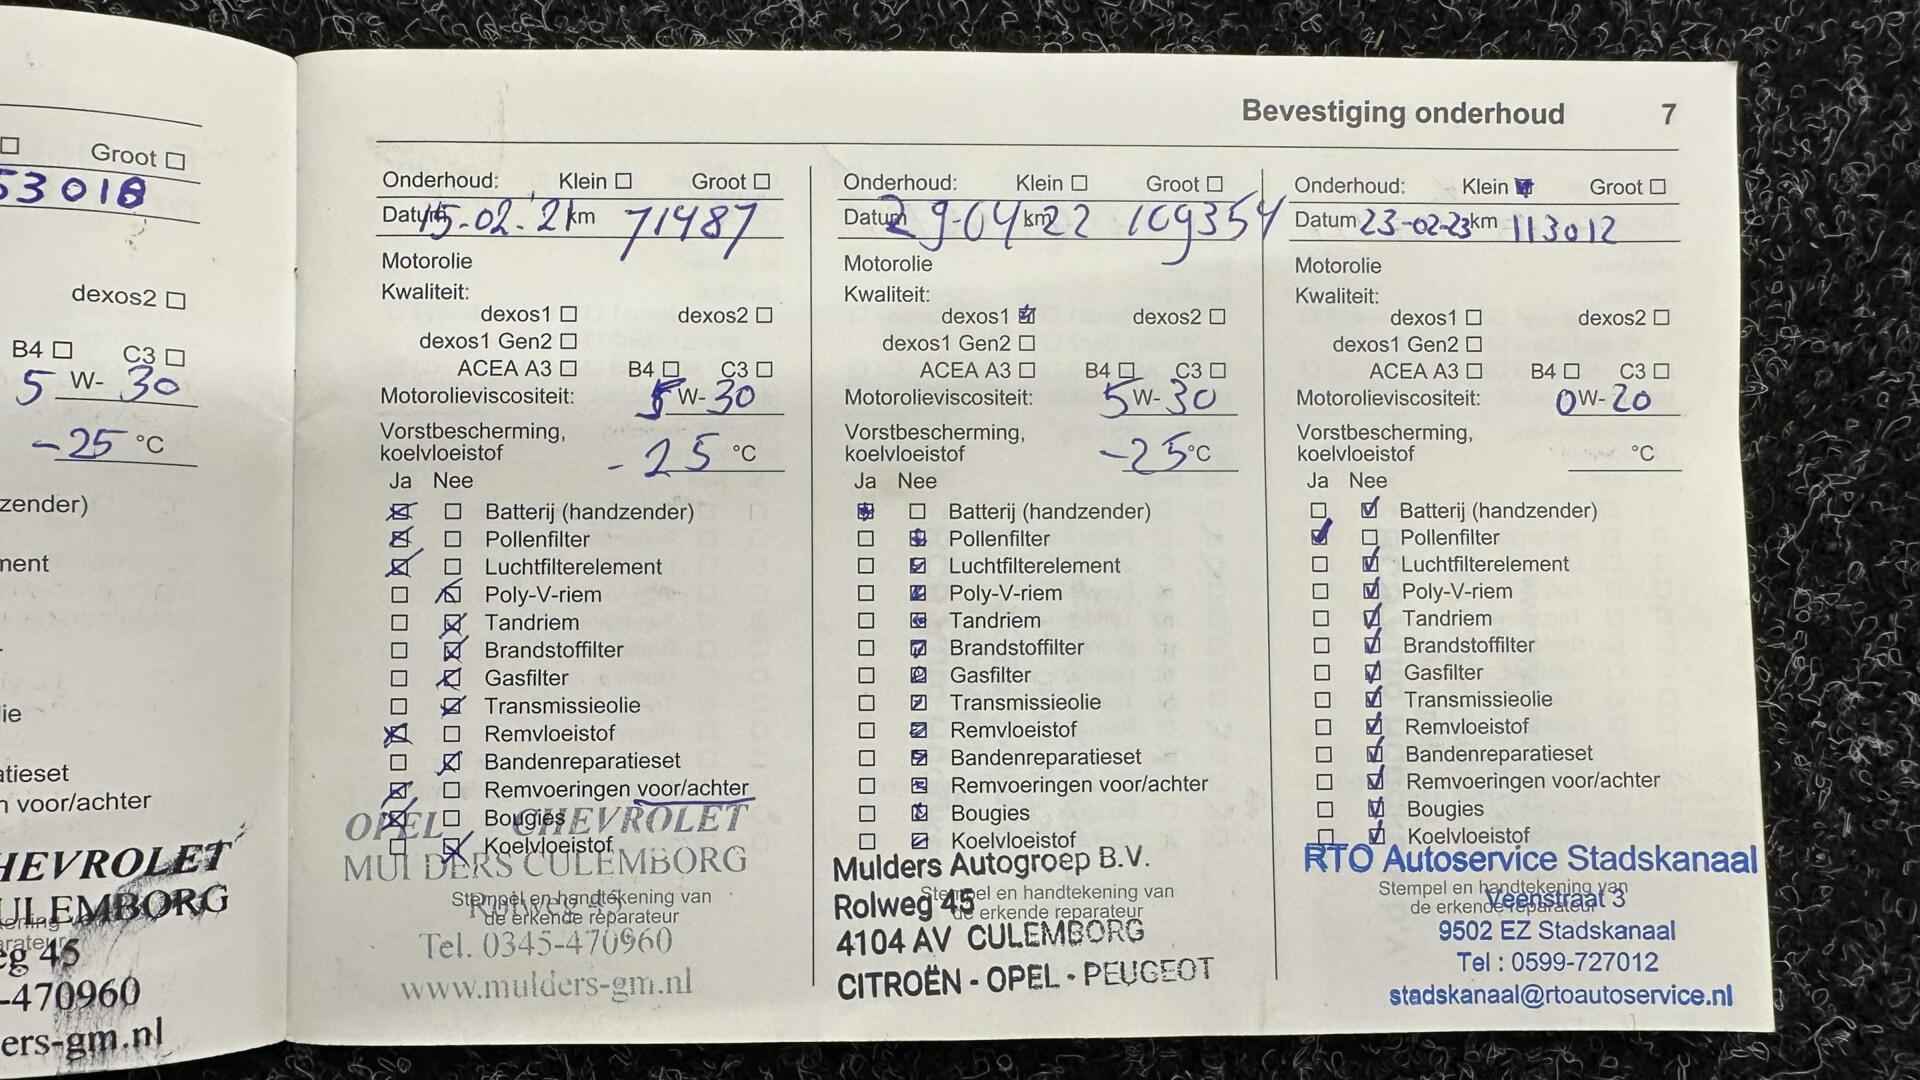 Groot ☐
53018
dexos2 ☐
B4 ☐ C3 ☐
5 W- 30
-25 °C
zender)
ment
lie
atieset
n voor/achter
HEVROLET
ULEMBORG
eg 45
-470960
ers-gm.nl
Bevestiging onderhoud 7
Onderhoud: Klein ☐ Groot ☐
Datum 15-02-21 km 71487
Motorolie
Kwaliteit:
dexos1 ☐ dexos2 ☐
dexos1 Gen2 ☐
ACEA A3 ☐ B4 ☐ C3 ☐
Motorolieviscositeit: 5 W- 30
Vorstbescherming,
koelvloeistof -25 °C
Ja Nee
☒ ☐ Batterij (handzender)
☒ ☐ Pollenfilter
☒ ☐ Luchtfilterelement
☐ ☒ Poly-V-riem
☐ ☒ Tandriem
☐ ☒ Brandstoffilter
☐ ☒ Gasfilter
☐ ☒ Transmissieolie
☒ ☐ Remvloeistof
☐ ☒ Bandenreparatieset
☒ ☐ Remvoeringen voor/achter
☒ ☐ Bougies
☐ ☒ Koelvloeistof
OPEL CHEVROLET
MULDERS CULEMBORG
Stempel en handtekening van
de erkende reparateur
Tel. 0345-470960
www.mulders-gm.nl
Onderhoud: Klein ☐ Groot ☐
Datum 29-04 km 22 109354
Motorolie
Kwaliteit:
dexos1 ☒ dexos2 ☐
dexos1 Gen2 ☐
ACEA A3 ☐ B4 ☐ C3 ☐
Motorolieviscositeit: 5 W- 30
Vorstbescherming,
koelvloeistof -25 °C
Ja Nee
☒ ☐ Batterij (handzender)
☐ ☒ Pollenfilter
☐ ☒ Luchtfilterelement
☐ ☒ Poly-V-riem
☐ ☒ Tandriem
☐ ☒ Brandstoffilter
☐ ☒ Gasfilter
☐ ☒ Transmissieolie
☐ ☒ Remvloeistof
☐ ☒ Bandenreparatieset
☐ ☒ Remvoeringen voor/achter
☐ ☒ Bougies
☐ ☒ Koelvloeistof
Mulders Autogroep B.V.
Stempel en handtekening van
Rolweg 45
de erkende reparateur
4104 AV CULEMBORG
CITROËN - OPEL - PEUGEOT
Onderhoud: Klein ☒ Groot ☐
Datum 23-02-23 km 113012
Motorolie
Kwaliteit:
dexos1 ☐ dexos2 ☐
dexos1 Gen2 ☐
ACEA A3 ☐ B4 ☐ C3 ☐
Motorolieviscositeit: 0 W- 20
Vorstbescherming,
koelvloeistof °C
Ja Nee
☐ ☑ Batterij (handzender)
☑ ☐ Pollenfilter
☐ ☑ Luchtfilterelement
☐ ☑ Poly-V-riem
☐ ☑ Tandriem
☐ ☑ Brandstoffilter
☐ ☑ Gasfilter
☐ ☑ Transmissieolie
☐ ☑ Remvloeistof
☐ ☑ Bandenreparatieset
☐ ☑ Remvoeringen voor/achter
☐ ☑ Bougies
☐ ☑ Koelvloeistof
RTO Autoservice Stadskanaal
Stempel en handtekening van
de erkende reparateur
Veenstraat 3
9502 EZ Stadskanaal
Tel : 0599-727012
stadskanaal@rtoautoservice.nl